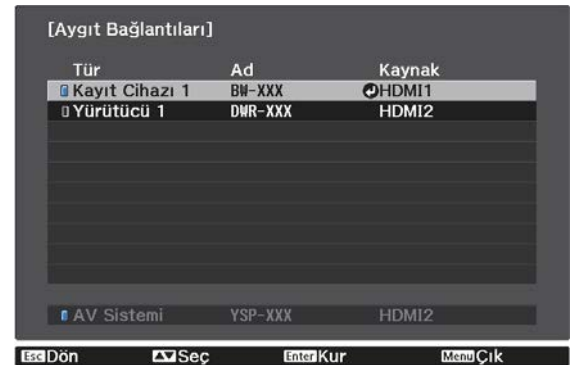 [Aygıt Bağlantıları]
Tür Ad Kaynak
Kayıt Cihazı 1 BW-XXX HDMI1
Yürütücü 1 DWR-XXX HDMI2
AV Sistemi YSP-XXX HDMI2
Esc Dön Seç Enter Kur Menu Çık